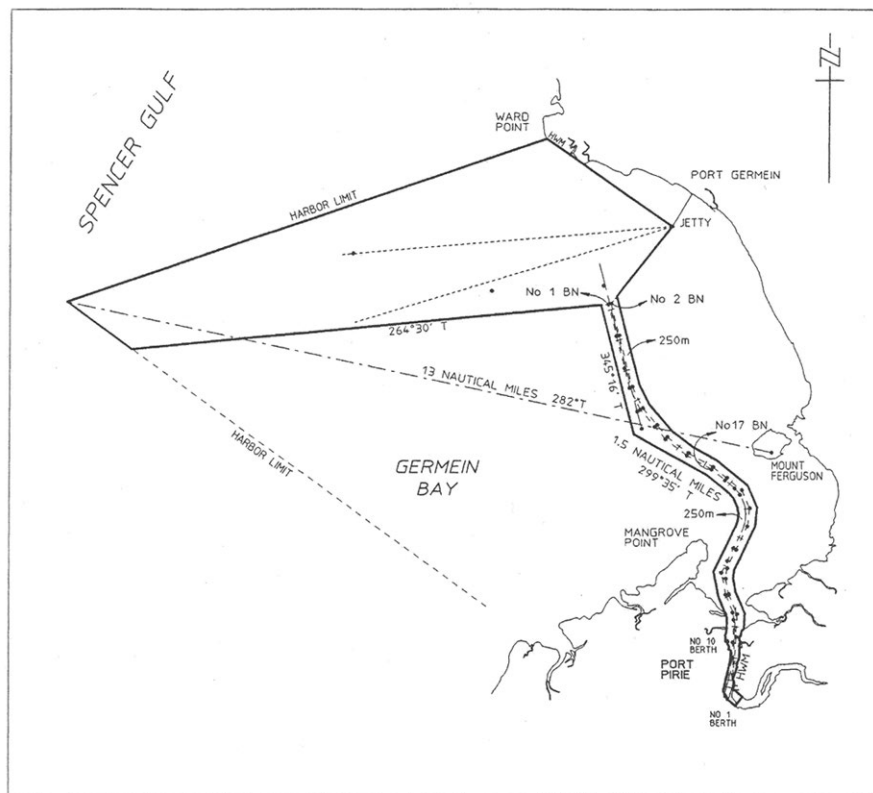 N
SPENCER GULF
WARD
POINT
HWM
PORT GERMEIN
HARBOR LIMIT
JETTY
No 1 BN
No 2 BN
264°30' T
250m
345°16' T
13 NAUTICAL MILES 282°T
No17 BN
HARBOR LIMIT
1.5 NAUTICAL MILES
299°35' T
MOUNT
FERGUSON
GERMEIN
BAY
250m
MANGROVE
POINT
NO 10
BERTH
PORT
PIRIE
HWM
NO 1
BERTH